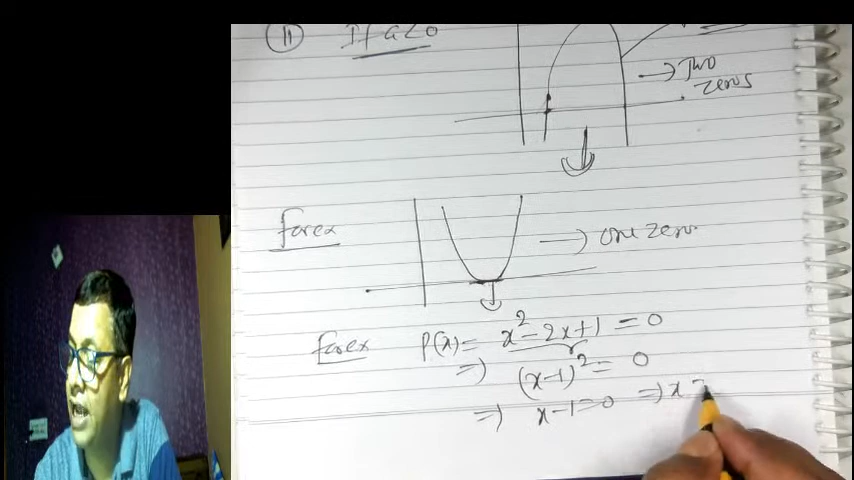 (11) If a<0
→ Two
zeros
for ex
→ one zero
for ex P(x) = x² - 2x + 1 = 0
⇒ (x-1)² = 0
⇒ x-1=0 ⇒ x =